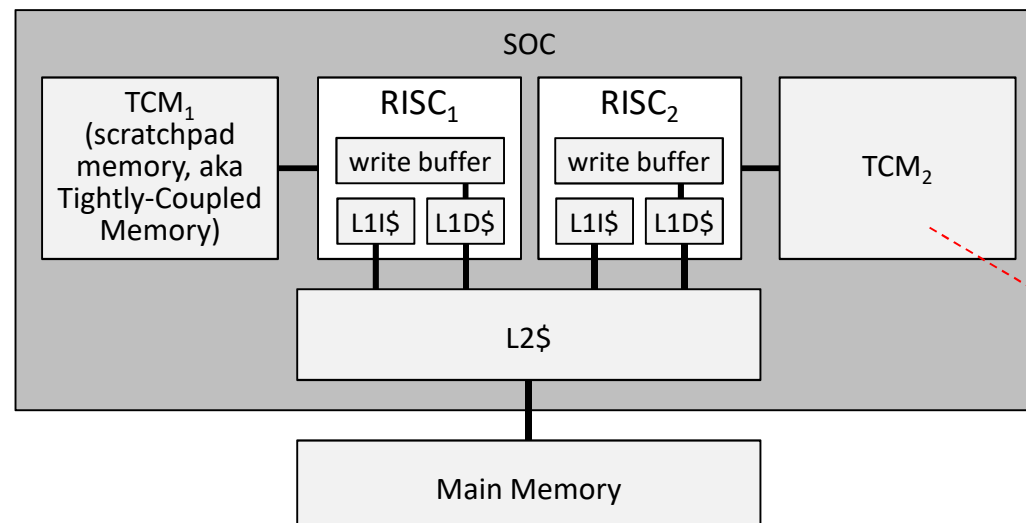 SOC
TCM1
(scratchpad
memory, aka
Tightly-Coupled
Memory)
RISC1
write buffer
L1I$ L1D$
RISC2
write buffer
L1I$ L1D$
TCM2
L2$
Main Memory